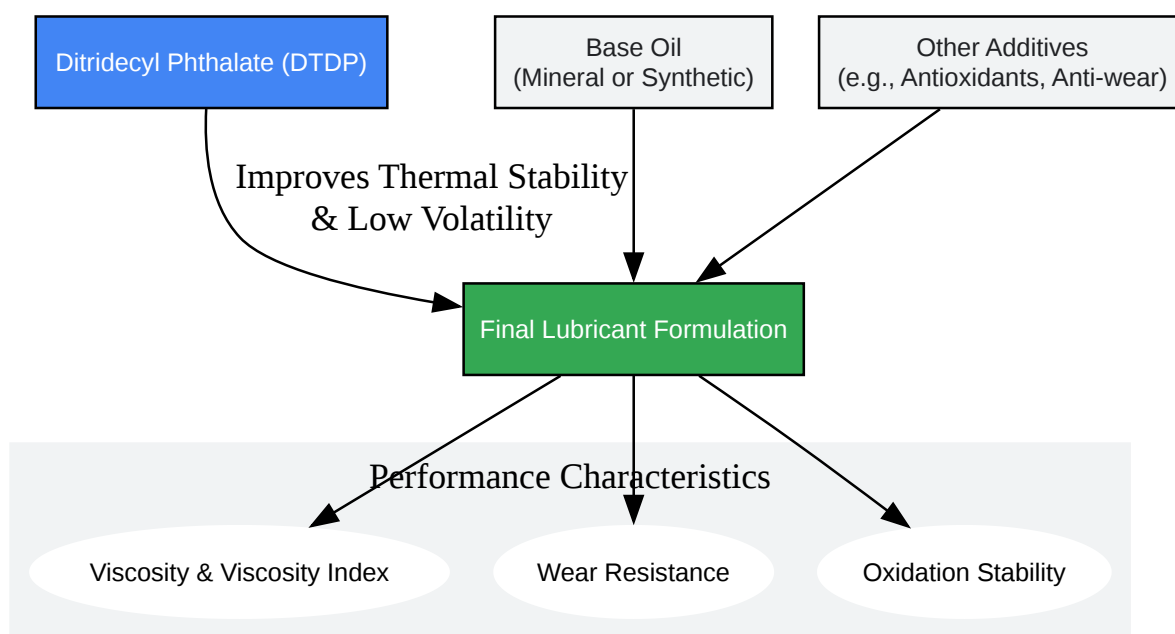 Ditridecyl Phthalate (DTDP)
Base Oil
(Mineral or Synthetic)
Other Additives
(e.g., Antioxidants, Anti-wear)
Improves Thermal Stability
& Low Volatility
Final Lubricant Formulation
Performance Characteristics
Viscosity & Viscosity Index
Wear Resistance
Oxidation Stability